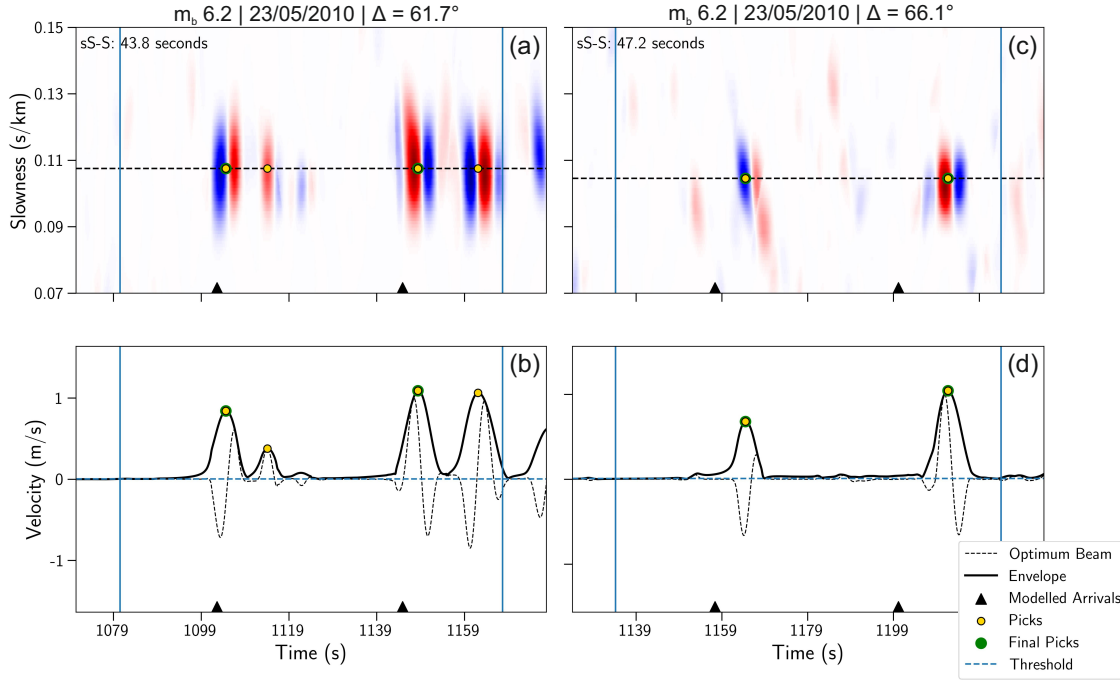 m_b 6.2 | 23/05/2010 | Δ = 61.7°
m_b 6.2 | 23/05/2010 | Δ = 66.1°
sS-S: 43.8 seconds
(a)
sS-S: 47.2 seconds
(c)
0.15
0.13
0.11
0.09
0.07
Slowness (s/km)
(b)
(d)
1
0
-1
Velocity (m/s)
1079 1099 1119 1139 1159
Time (s)
1139 1159 1179 1199
Time (s)
Optimum Beam
Envelope
Modelled Arrivals
Picks
Final Picks
Threshold